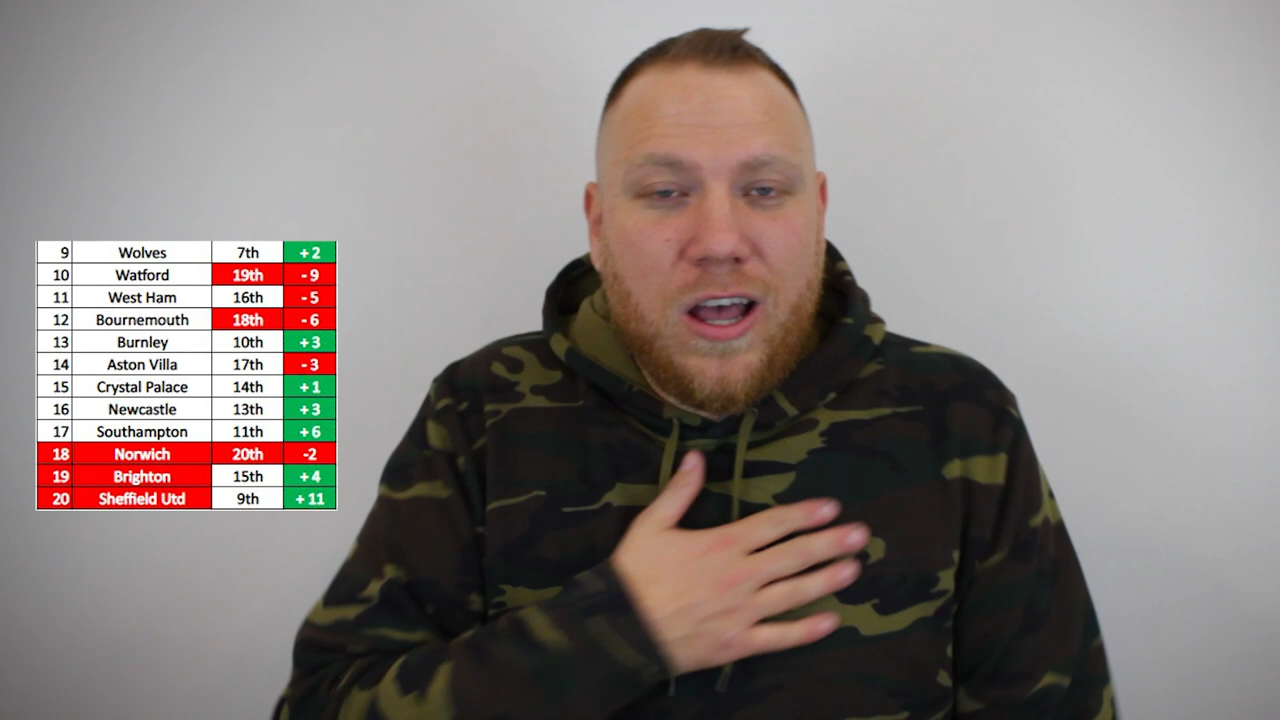 9 Wolves 7th + 2
10 Watford 19th - 9
11 West Ham 16th - 5
12 Bournemouth 18th - 6
13 Burnley 10th + 3
14 Aston Villa 17th - 3
15 Crystal Palace 14th + 1
16 Newcastle 13th + 3
17 Southampton 11th + 6
18 Norwich 20th -2
19 Brighton 15th + 4
20 Sheffield Utd 9th + 11